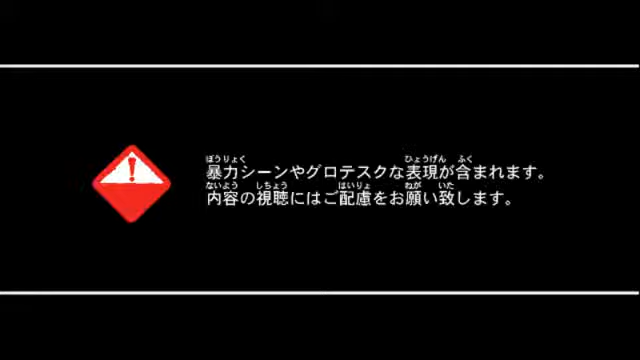 暴力シーンやグロテスクな表現が含まれます。
内容の視聴にはご配慮をお願い致します。